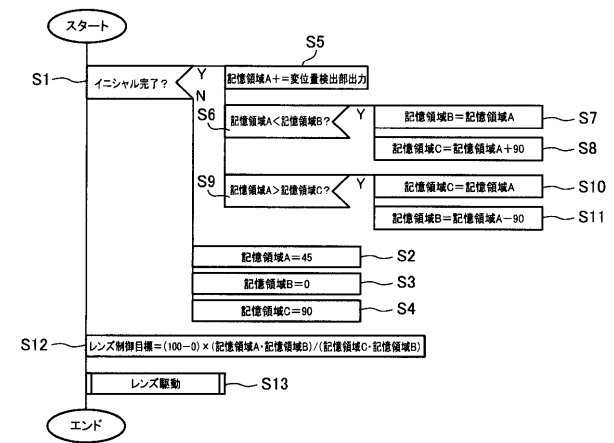 スタート
S5
S1
イニシャル完了?
Y
記憶領域A+=変位量検出部出力
N
S6
記憶領域A<記憶領域B?
Y
記憶領域B=記憶領域A
S7
記憶領域C=記憶領域A+90
S8
S9
記憶領域A>記憶領域C?
Y
記憶領域C=記憶領域A
S10
記憶領域B=記憶領域A-90
S11
記憶領域A=45
S2
記憶領域B=0
S3
記憶領域C=90
S4
S12
レンズ制御目標=(100-0)×(記憶領域A・記憶領域B)/(記憶領域C・記憶領域B)
レンズ駆動
S13
エンド